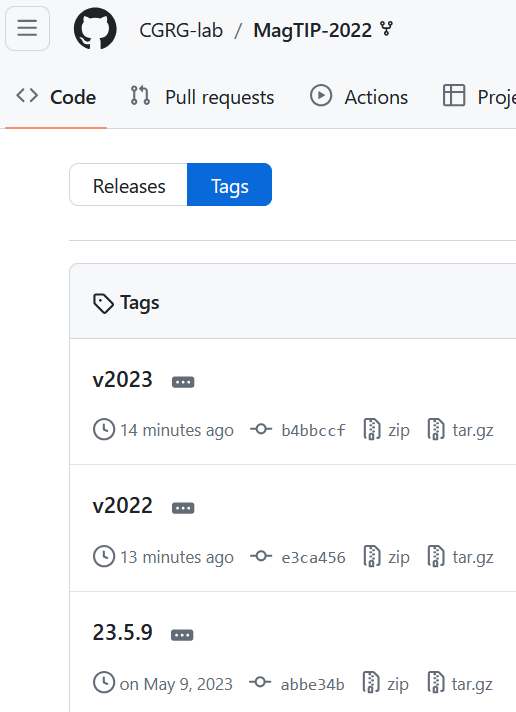 CGRG-lab / MagTIP-2022
Code Pull requests Actions Proje
Releases Tags
Tags
v2023
14 minutes ago b4bbccf zip tar.gz
v2022
13 minutes ago e3ca456 zip tar.gz
23.5.9
on May 9, 2023 abbe34b zip tar.gz